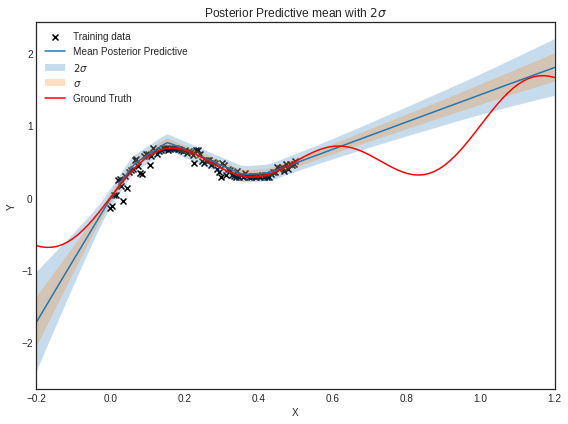 Posterior Predictive mean with 2σ
Training data
Mean Posterior Predictive
2σ
σ
Ground Truth
Y
2
1
0
−1
−2
−0.2 0.0 0.2 0.4 0.6 0.8 1.0 1.2
X